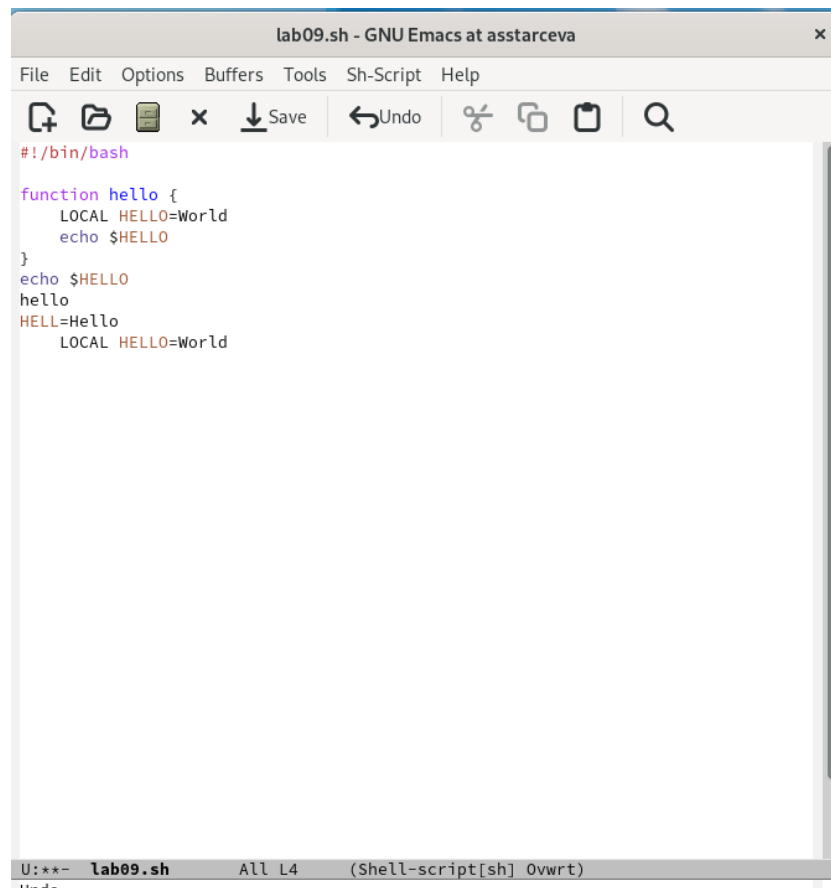 lab09.sh - GNU Emacs at asstarceva ×
File Edit Options Buffers Tools Sh-Script Help
Save Undo
#!/bin/bash
function hello {
    LOCAL HELLO=World
    echo $HELLO
}
echo $HELLO
hello
HELL=Hello
    LOCAL HELLO=World
U:**- lab09.sh All L4 (Shell-script[sh] Ovwrt)
Undo